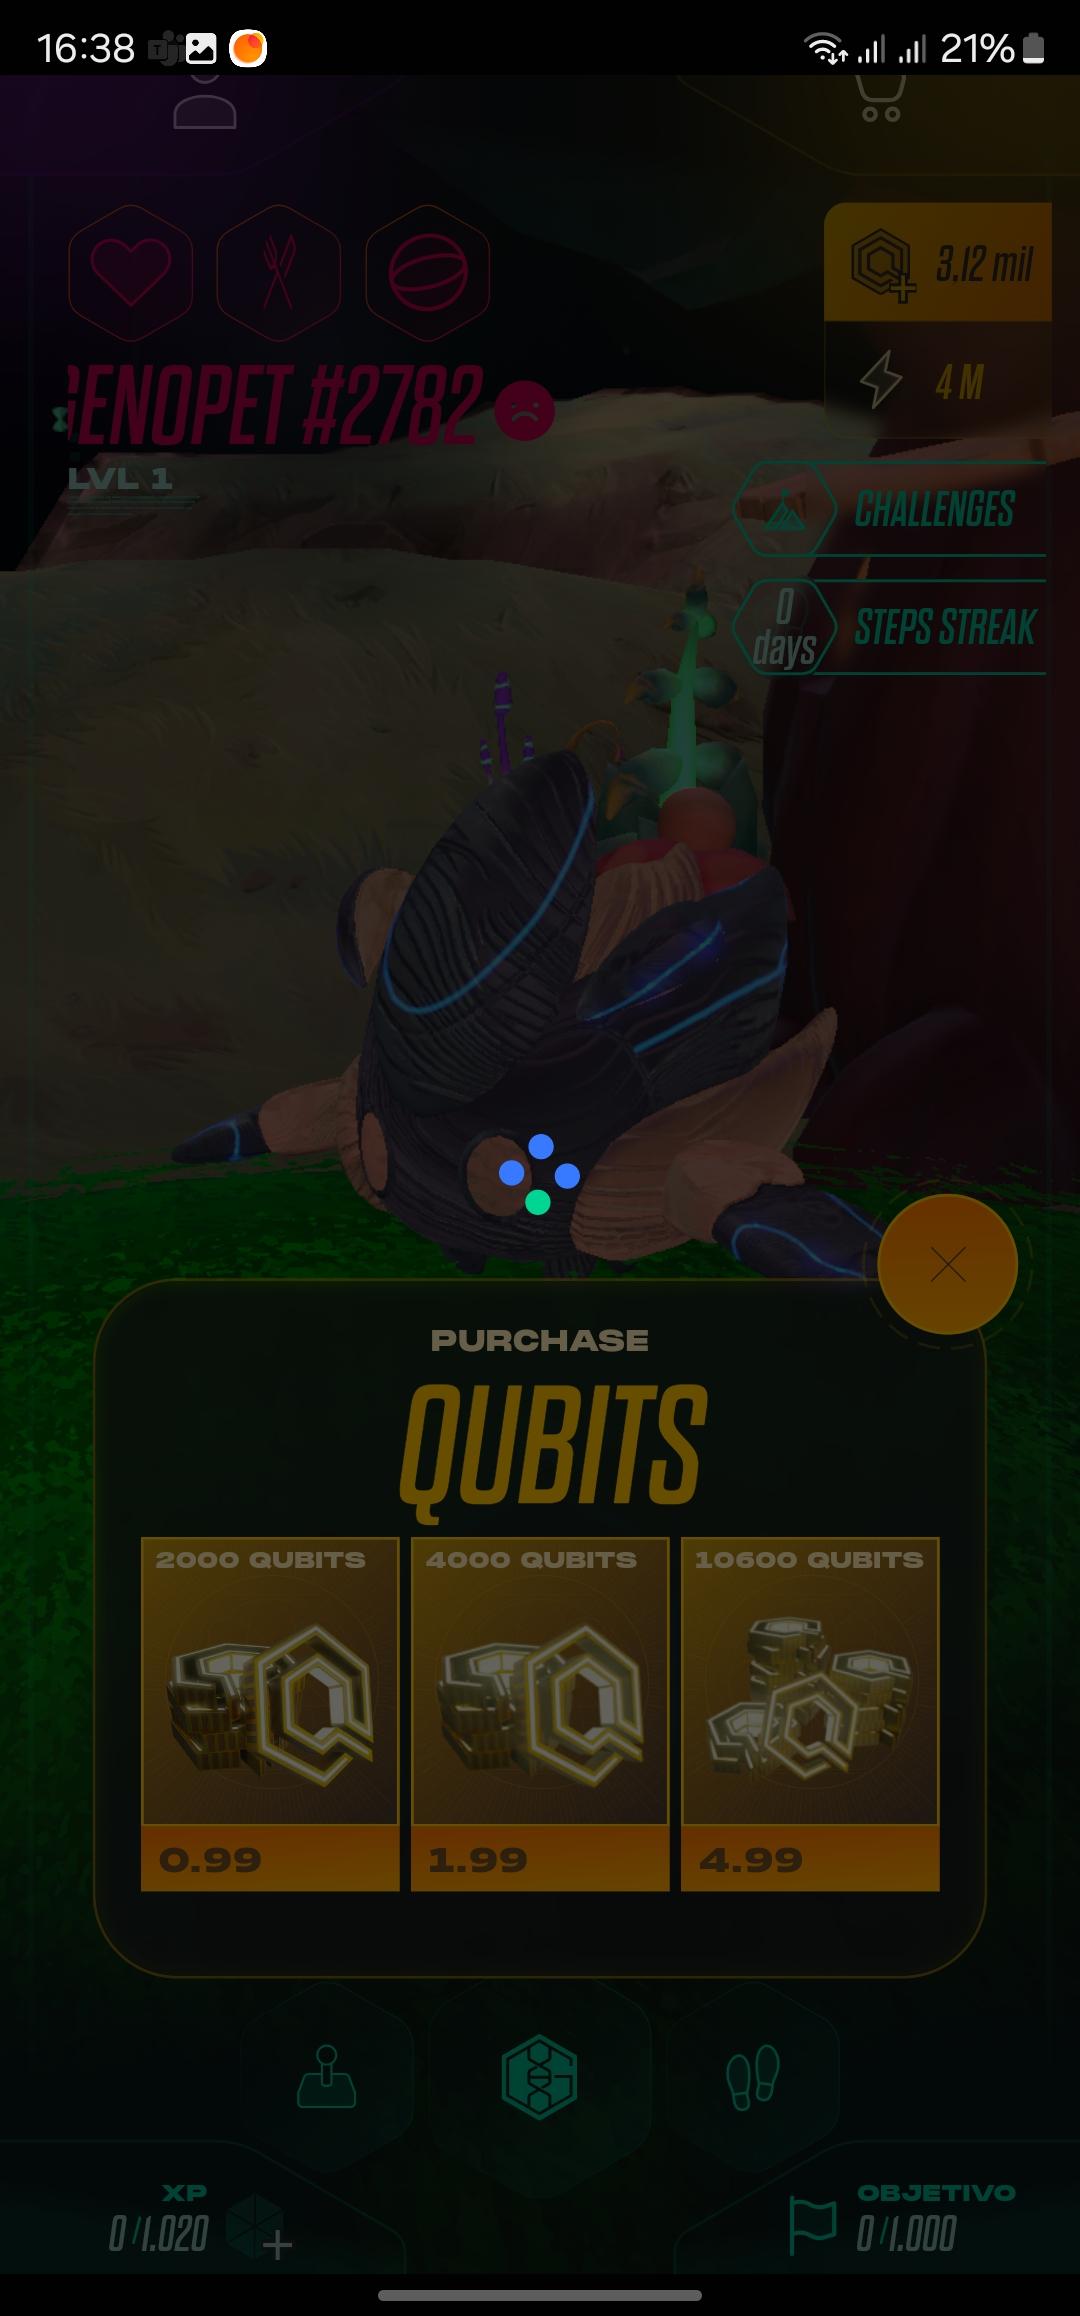 16:38
21%
3,12 mil
4 M
ENOPET #2782
LVL 1
CHALLENGES
0
days
STEPS STREAK
PURCHASE
QUBITS
2000 QUBITS
4000 QUBITS
10600 QUBITS
0.99
1.99
4.99
XP
0/1.020
OBJETIVO
0/1.000